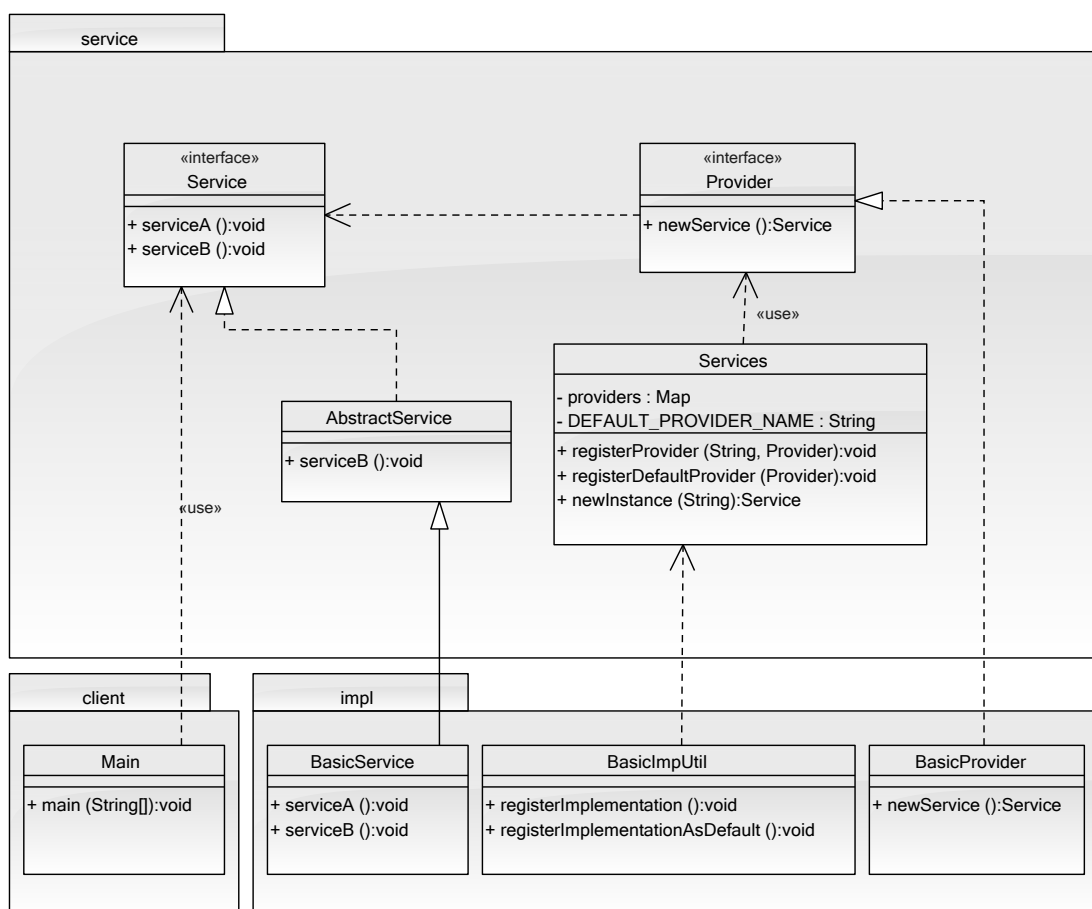 service
«interface»
Service
+ serviceA ():void
+ serviceB ():void
«interface»
Provider
+ newService ():Service
«use»
Services
- providers : Map
- DEFAULT_PROVIDER_NAME : String
+ registerProvider (String, Provider):void
+ registerDefaultProvider (Provider):void
+ newInstance (String):Service
AbstractService
+ serviceB ():void
«use»
client
Main
+ main (String[]):void
impl
BasicService
+ serviceA ():void
+ serviceB ():void
BasicImpUtil
+ registerImplementation ():void
+ registerImplementationAsDefault ():void
BasicProvider
+ newService ():Service